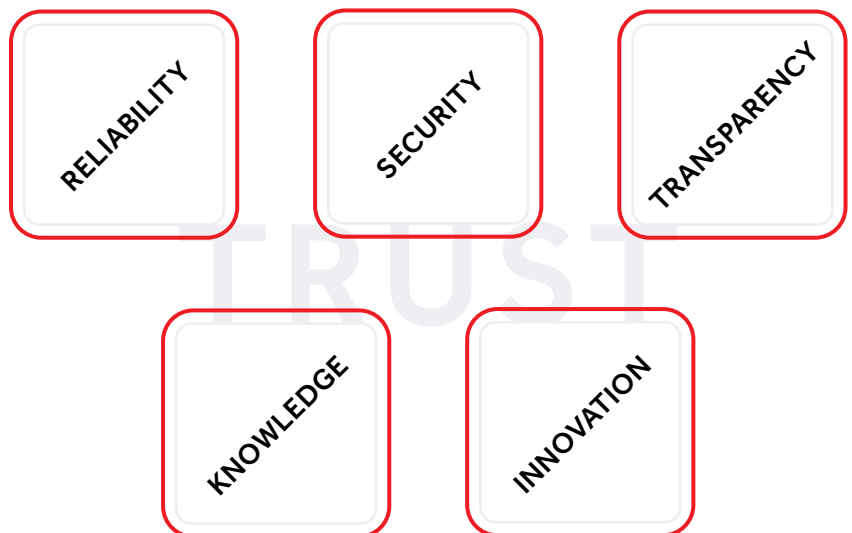 RELIABILITY
SECURITY
TRANSPARENCY
TRUST
KNOWLEDGE
INNOVATION